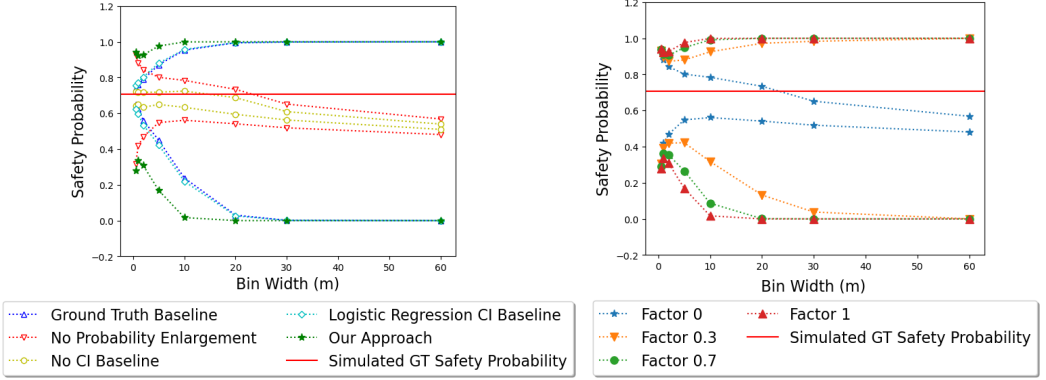 1.2
1.0
0.8
0.6
0.4
0.2
0.0
−0.2
Safety Probability
0 10 20 30 40 50 60
Bin Width (m)
Ground Truth Baseline
No Probability Enlargement
No CI Baseline
Logistic Regression CI Baseline
Our Approach
Simulated GT Safety Probability
1.2
1.0
0.8
0.6
0.4
0.2
0.0
−0.2
Safety Probability
0 10 20 30 40 50 60
Bin Width (m)
Factor 0
Factor 0.3
Factor 0.7
Factor 1
Simulated GT Safety Probability